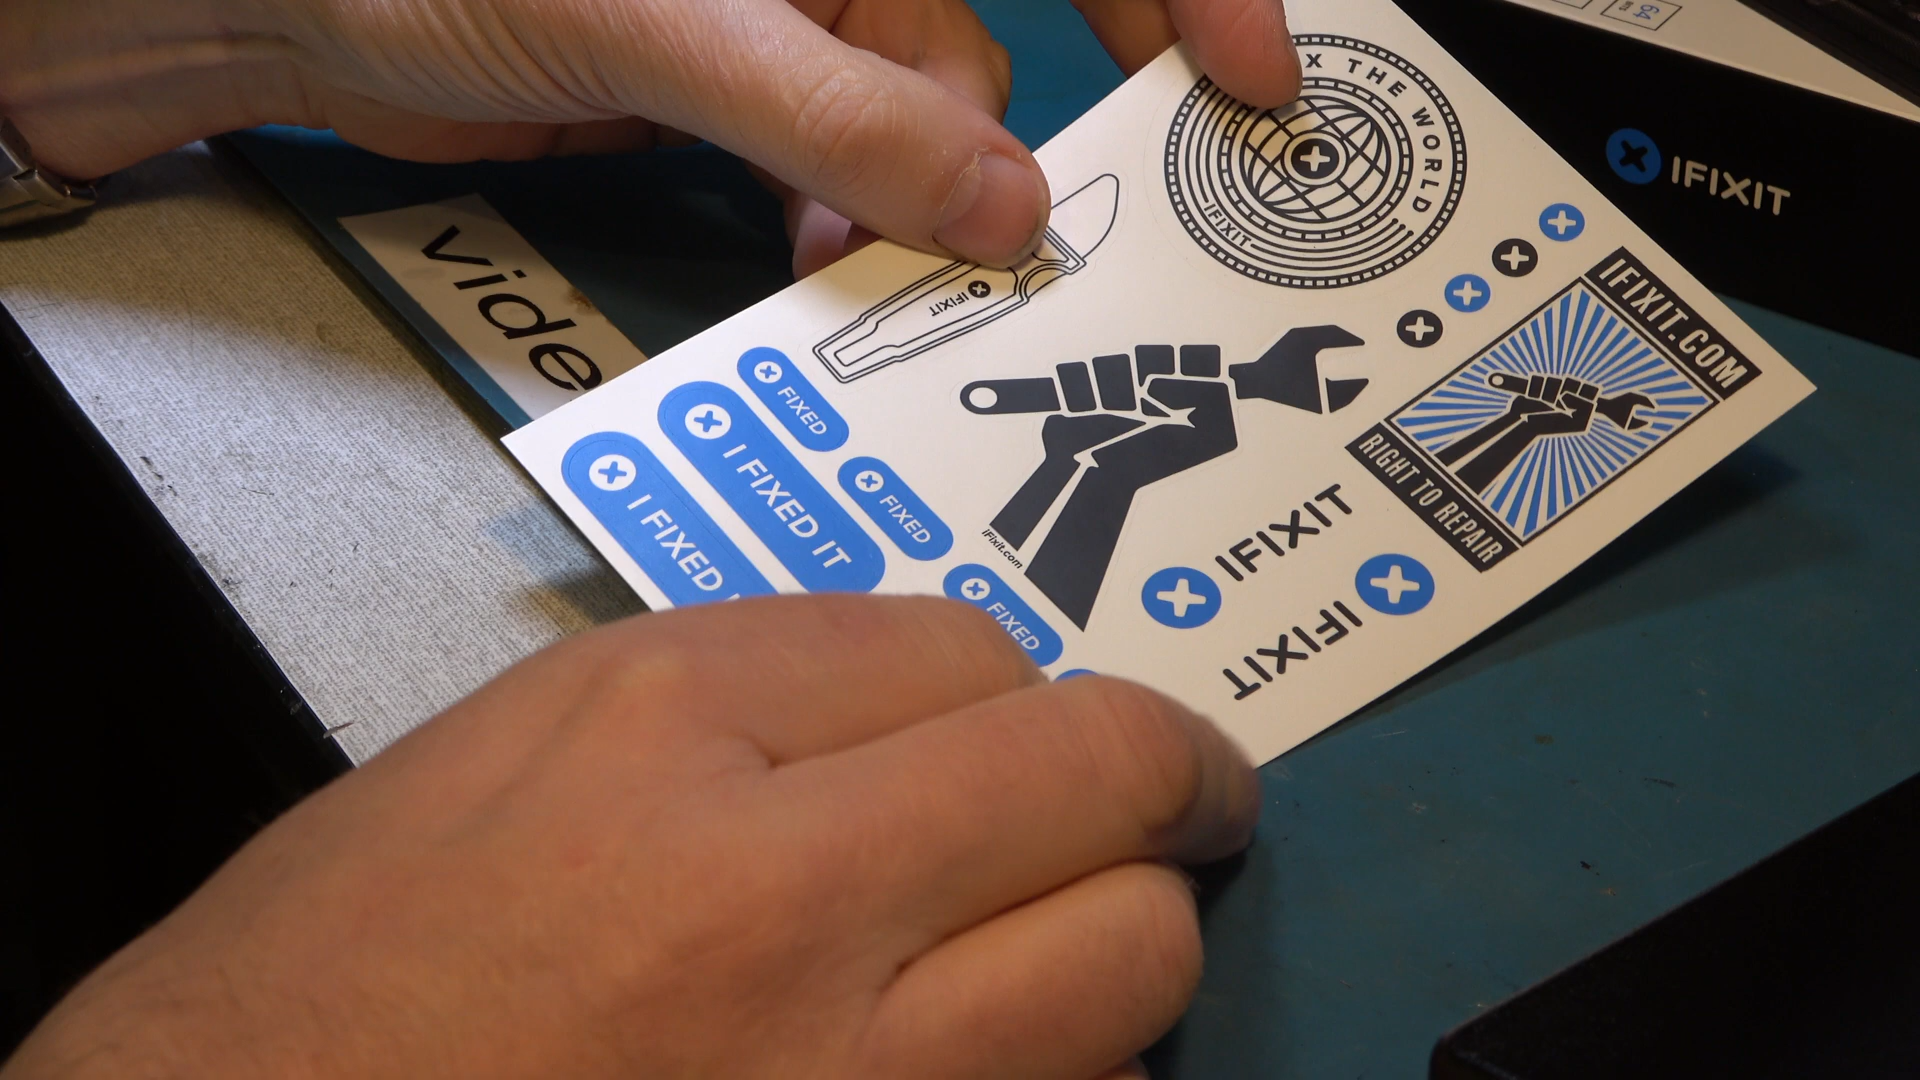 64
X THE WORLD
IFIXIT
IFIXIT
vide
IFIXIT
IFIXIT.COM
RIGHT TO REPAIR
FIXED
I FIXED IT
I FIXED
FIXED
FIXED
iFixit.com
IFIXIT
IFIXIT